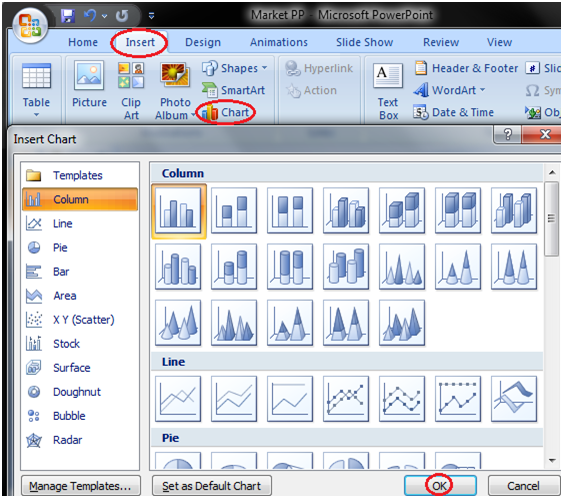 Market PP - Microsoft PowerPoint
Home Insert Design Animations Slide Show Review View
Table
Picture
Clip Art
Photo Album
Shapes
SmartArt
Chart
Hyperlink
Action
A
Text Box
Header & Footer
WordArt
Date & Time
# Slid
Ω Sym
Obj
Insert Chart
Templates
Column
Line
Pie
Bar
Area
X Y (Scatter)
Stock
Surface
Doughnut
Bubble
Radar
Column
Line
Pie
Manage Templates...
Set as Default Chart
OK
Cancel